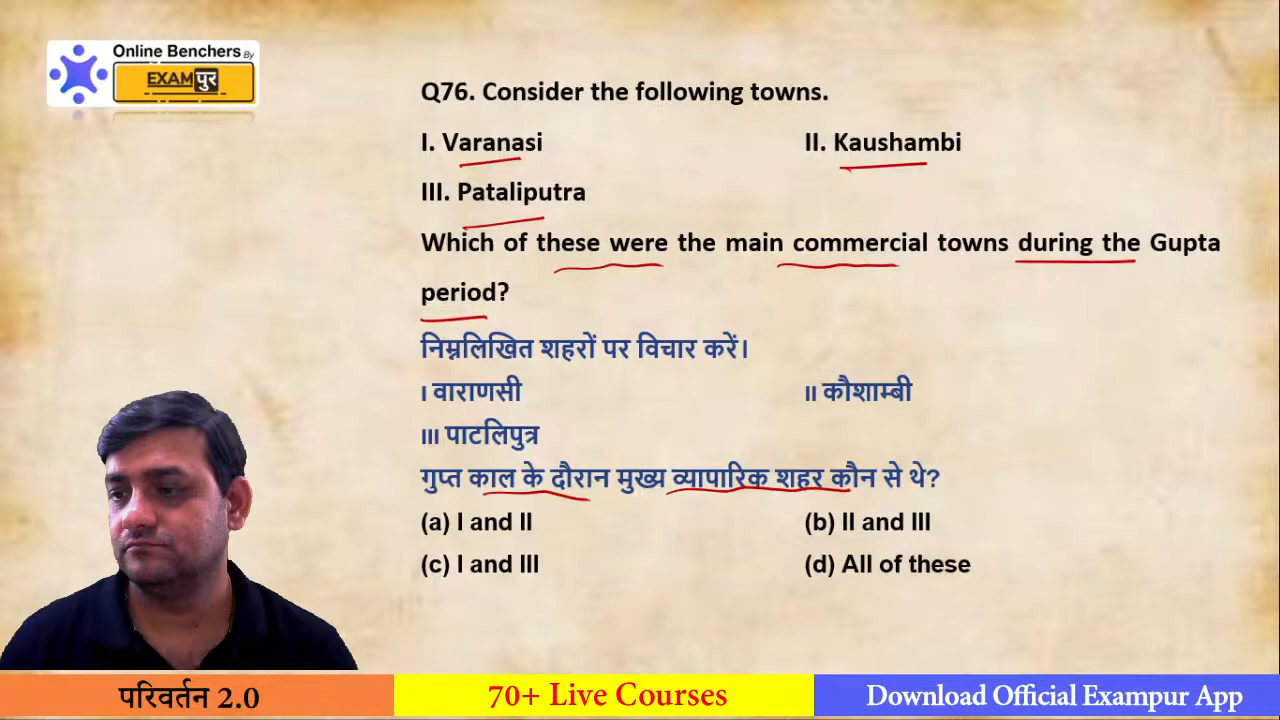 Online Benchers By
EXAMपुर
Q76. Consider the following towns.
I. Varanasi II. Kaushambi
III. Pataliputra
Which of these were the main commercial towns during the Gupta
period?
निम्नलिखित शहरों पर विचार करें।
I वाराणसी II कौशाम्बी
III पाटलिपुत्र
गुप्त काल के दौरान मुख्य व्यापारिक शहर कौन से थे?
(a) I and II (b) II and III
(c) I and III (d) All of these
परिवर्तन 2.0 70+ Live Courses Download Official Exampur App